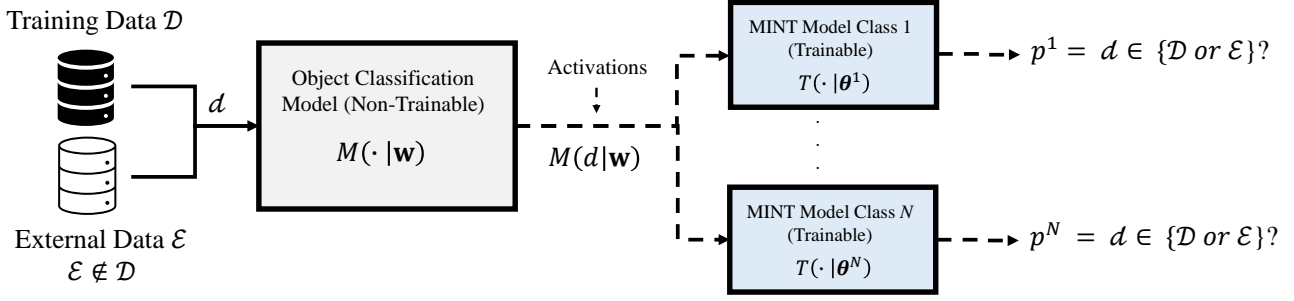 Training Data 𝒟
External Data ℰ
ℰ ∉ 𝒟
d
Object Classification
Model (Non-Trainable)
M(· |w)
Activations
M(d|w)
MINT Model Class 1
(Trainable)
T(· |θ¹)
p¹ = d ∈ {𝒟 or ℰ}?
.
.
.
MINT Model Class N
(Trainable)
T(· |θᴺ)
pᴺ = d ∈ {𝒟 or ℰ}?